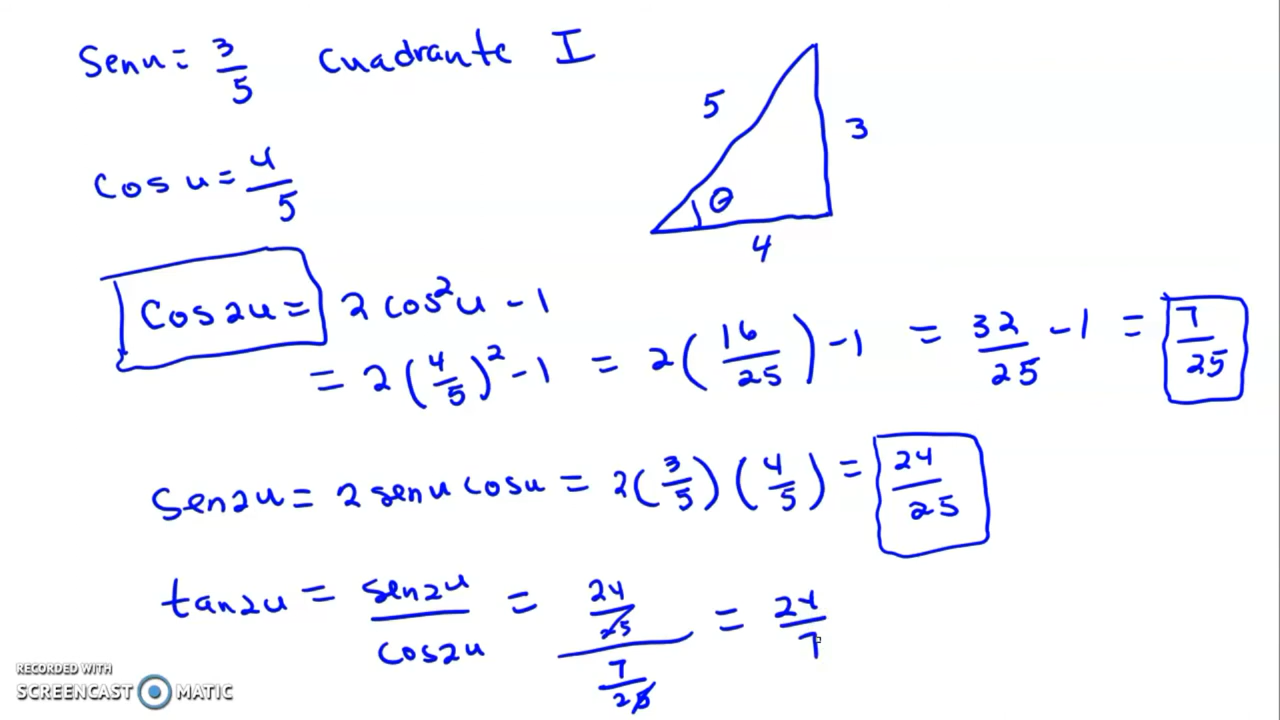 Senu = 3/5 Cuadrante I
5
3
Cos u = 4/5
θ
4
Cos2u = 2 cos²u - 1
= 2(4/5)² - 1 = 2(16/25) - 1 = 32/25 - 1 = 7/25
Sen2u = 2 senu cosu = 2(3/5)(4/5) = 24/25
tan2u = sen2u/cos2u = 24/25 / 7/25 = 24/7
RECORDED WITH
SCREENCAST MATIC